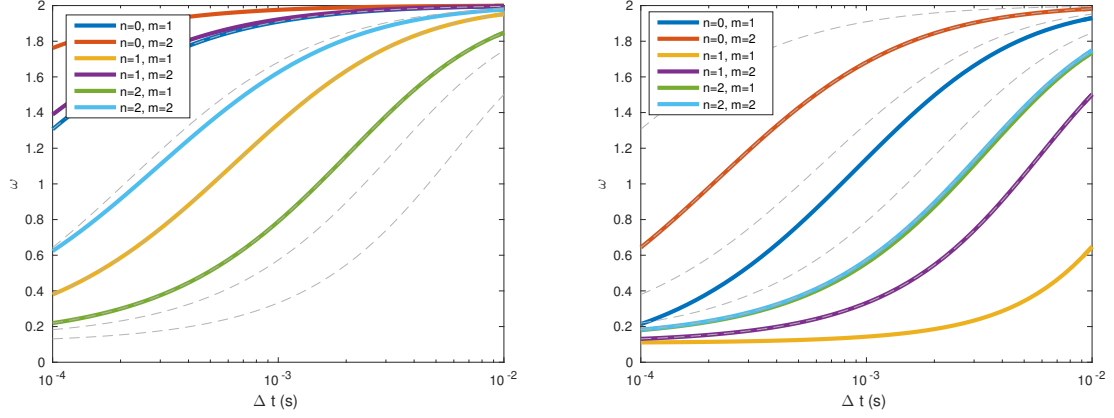 2
1.8
1.6
1.4
1.2
1
0.8
0.6
0.4
0.2
0
ω
n=0, m=1
n=0, m=2
n=1, m=1
n=1, m=2
n=2, m=1
n=2, m=2
10-4
10-3
10-2
Δ t (s)
2
1.8
1.6
1.4
1.2
1
0.8
0.6
0.4
0.2
0
ω
n=0, m=1
n=0, m=2
n=1, m=1
n=1, m=2
n=2, m=1
n=2, m=2
10-4
10-3
10-2
Δ t (s)